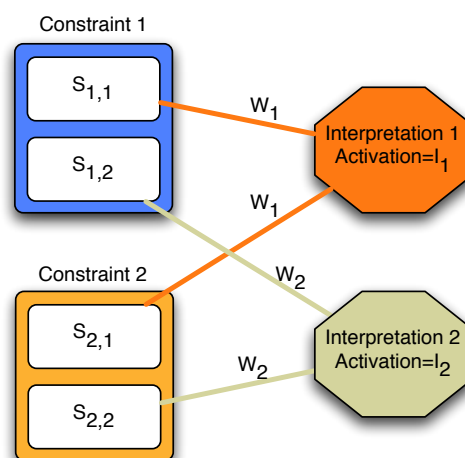 Constraint 1
S1,1
W1
Interpretation 1
Activation=I1
S1,2
W1
Constraint 2
W2
S2,1
Interpretation 2
Activation=I2
W2
S2,2